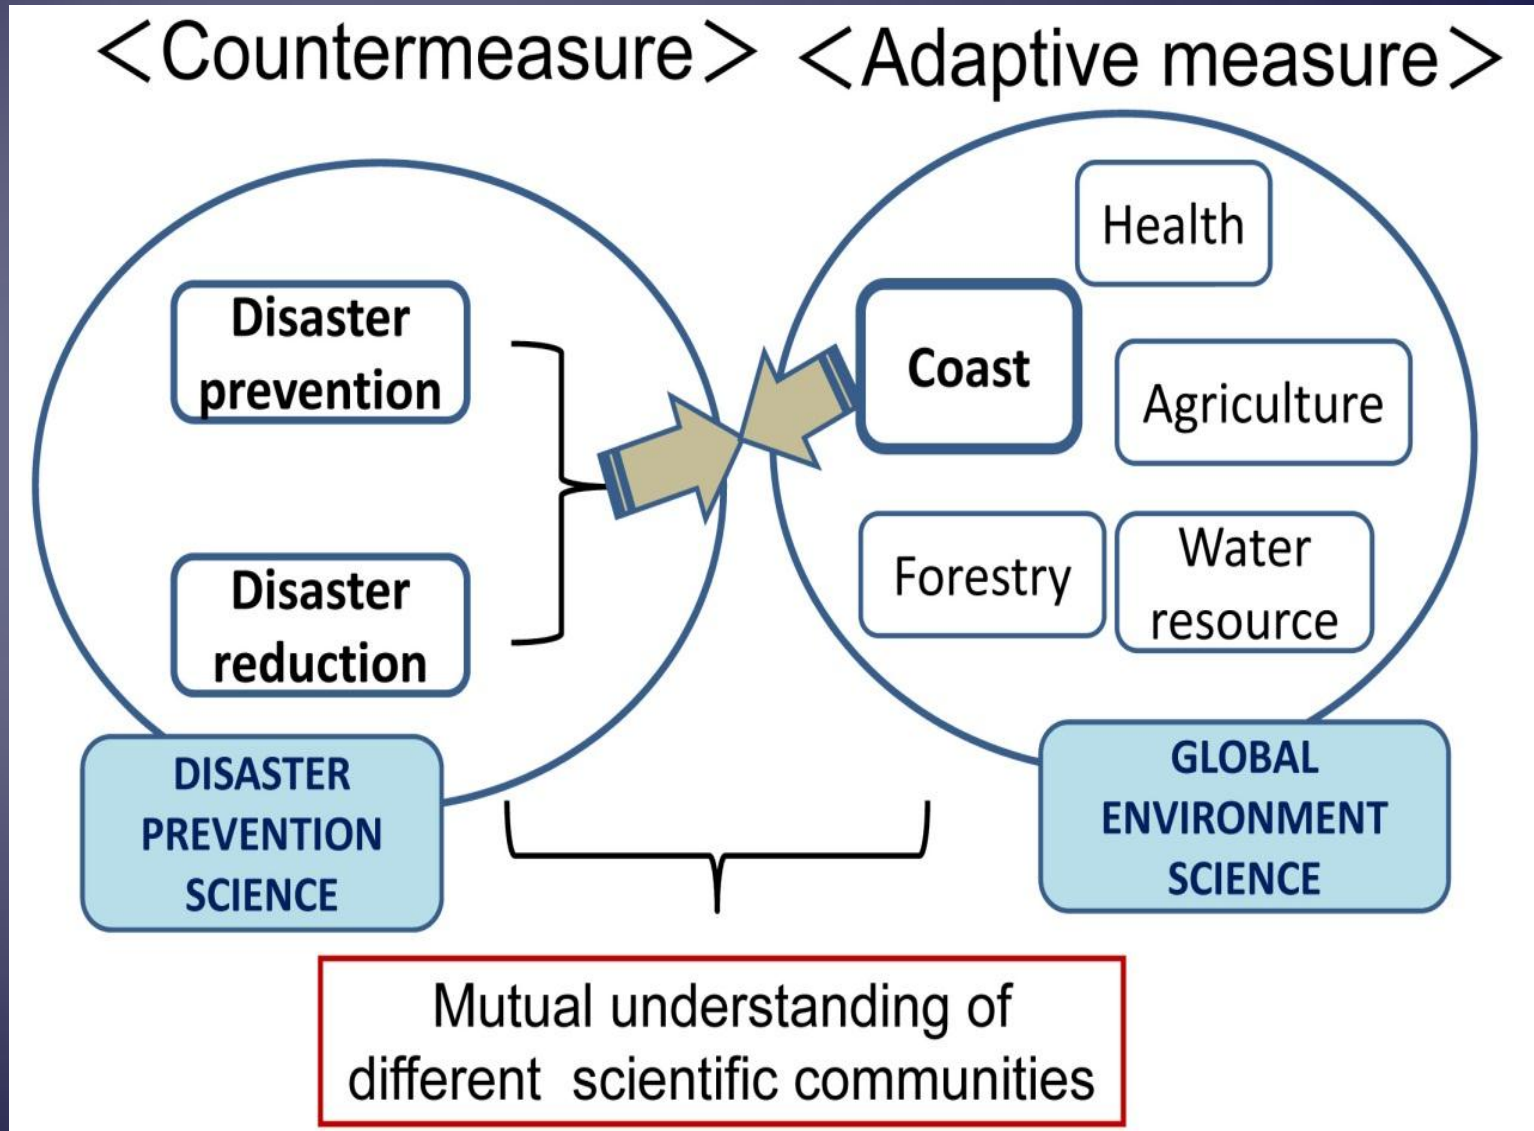 ＜Countermeasure＞
＜Adaptive measure＞
Disaster
prevention
Disaster
reduction
DISASTER
PREVENTION
SCIENCE
Health
Coast
Agriculture
Forestry
Water
resource
GLOBAL
ENVIRONMENT
SCIENCE
Mutual understanding of
different scientific communities